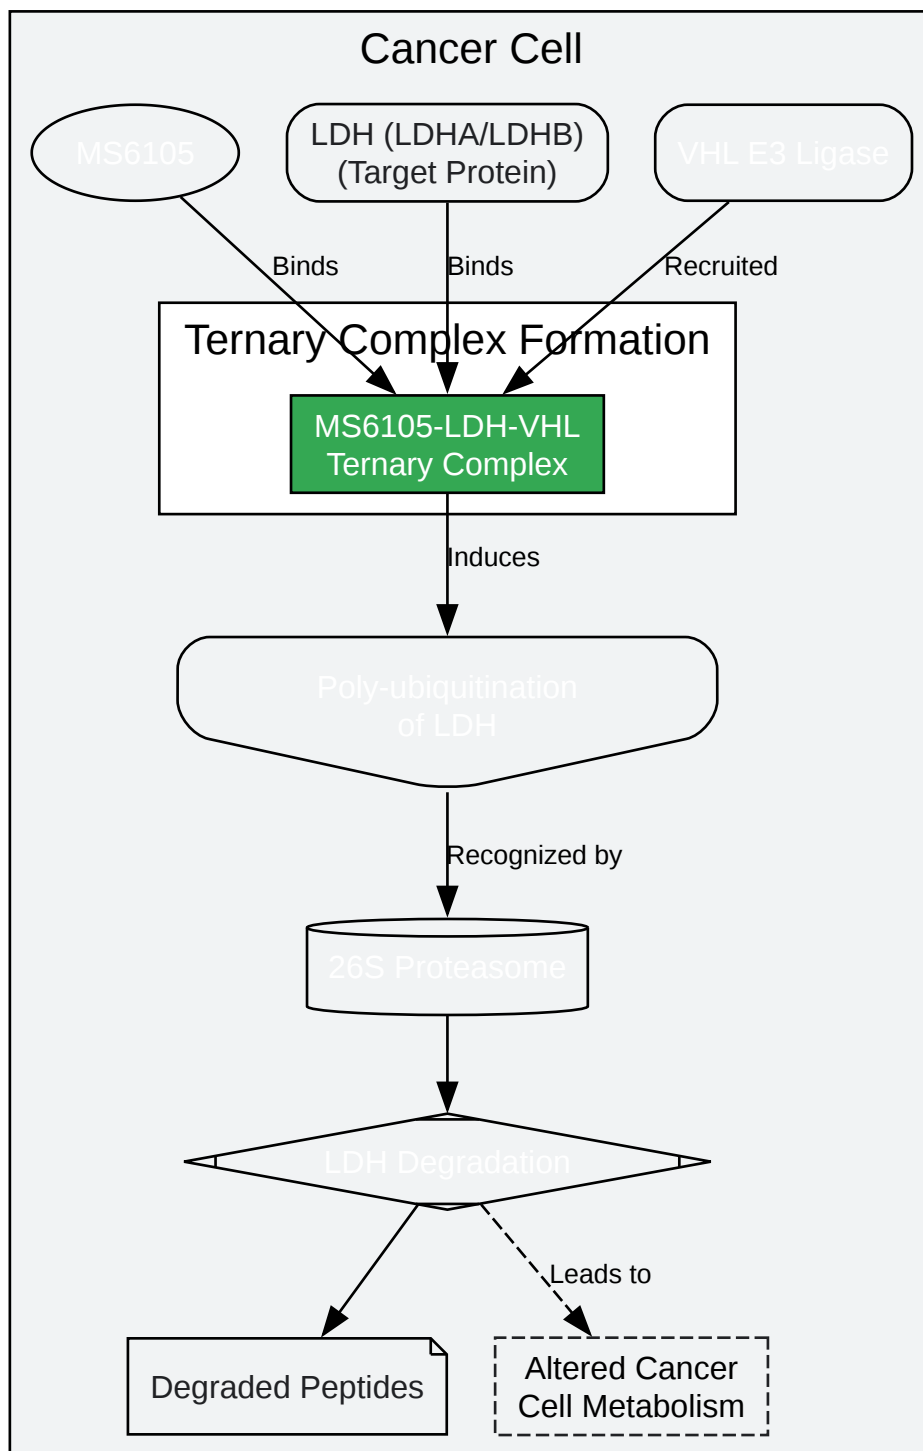 Cancer Cell
MS6105
LDH (LDHA/LDHB)
(Target Protein)
VHL E3 Ligase
Binds
Binds
Recruited
Ternary Complex Formation
MS6105-LDH-VHL
Ternary Complex
Induces
Poly-ubiquitination
of LDH
Recognized by
26S Proteasome
LDH Degradation
Leads to
Degraded Peptides
Altered Cancer
Cell Metabolism